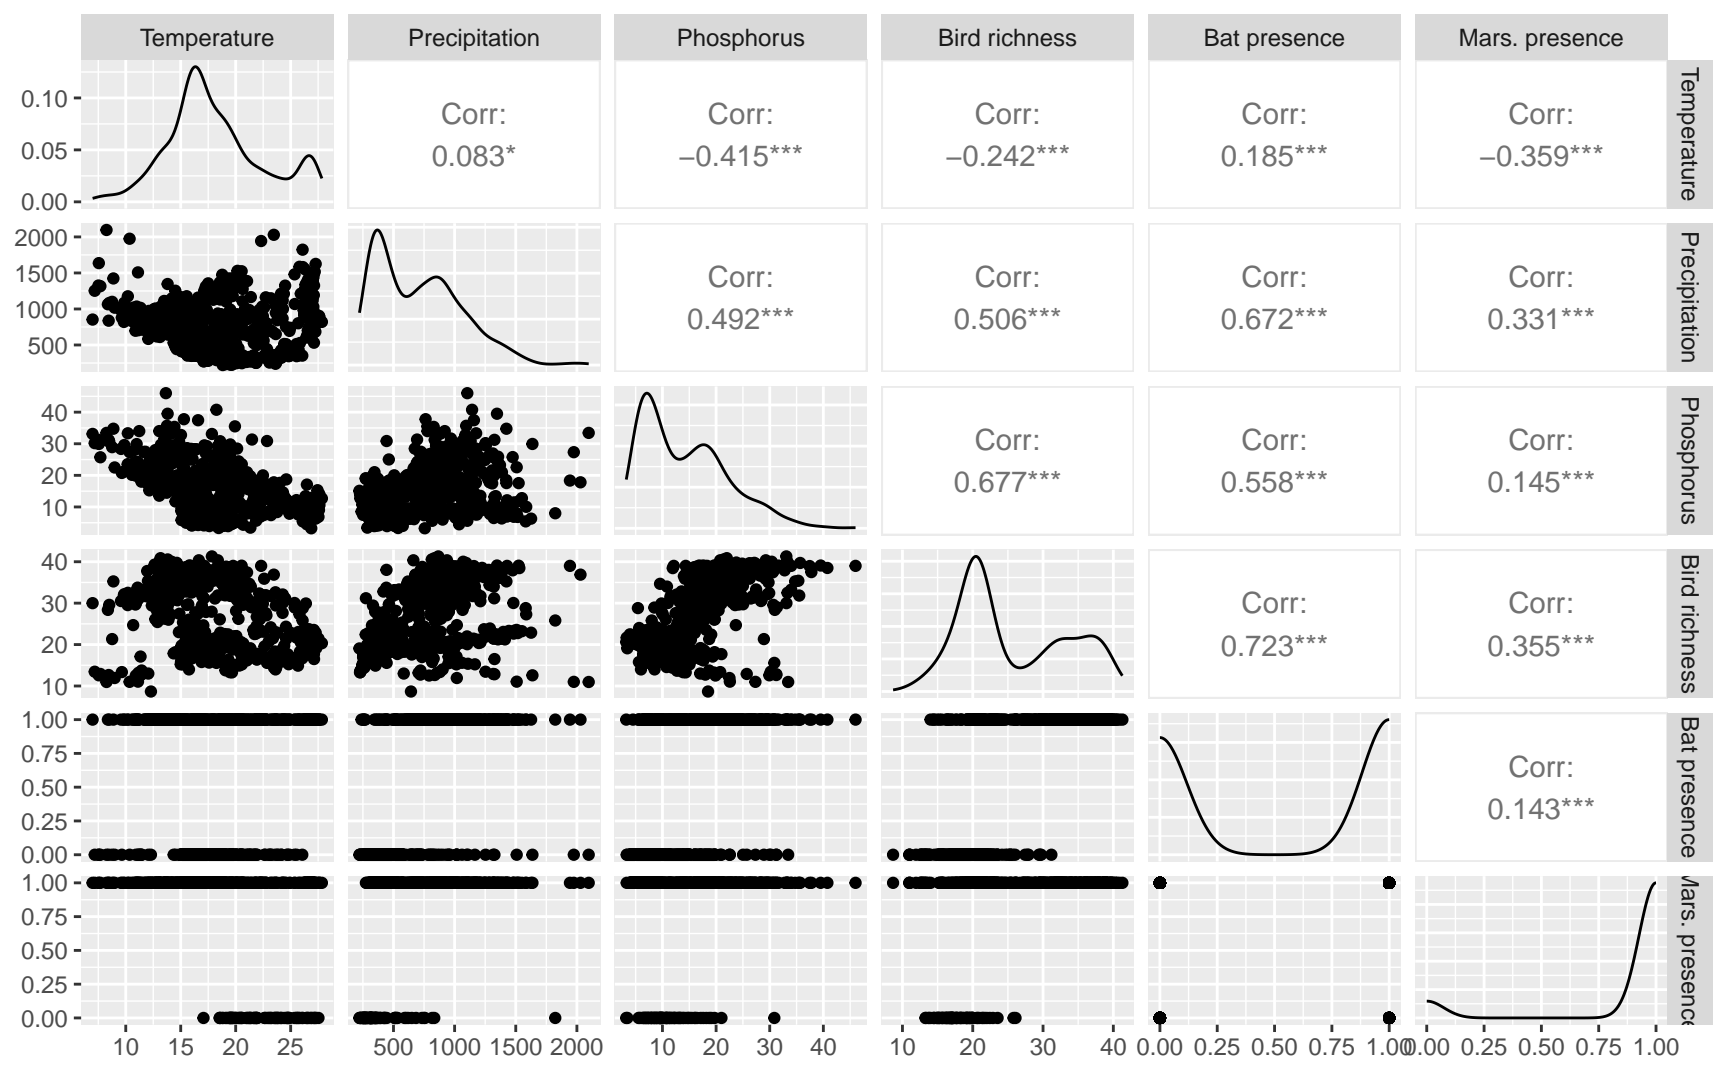 Temperature Precipitation Phosphorus Bird richness Bat presence Mars. presence
0.10
0.05
0.00
Corr:
0.083*
Corr:
−0.415***
Corr:
−0.242***
Corr:
0.185***
Corr:
−0.359***
Temperature
2000
1500
1000
500
Corr:
0.492***
Corr:
0.506***
Corr:
0.672***
Corr:
0.331***
Precipitation
40
30
20
10
Corr:
0.677***
Corr:
0.558***
Corr:
0.145***
Phosphorus
40
30
20
10
Corr:
0.723***
Corr:
0.355***
Bird richness
1.00
0.75
0.50
0.25
0.00
Corr:
0.143***
Bat presence
1.00
0.75
0.50
0.25
0.00
Mars. presence
10 15 20 25 500 1000 1500 2000 10 20 30 40 10 20 30 40 0.00 0.25 0.50 0.75 1.00 0.00 0.25 0.50 0.75 1.00